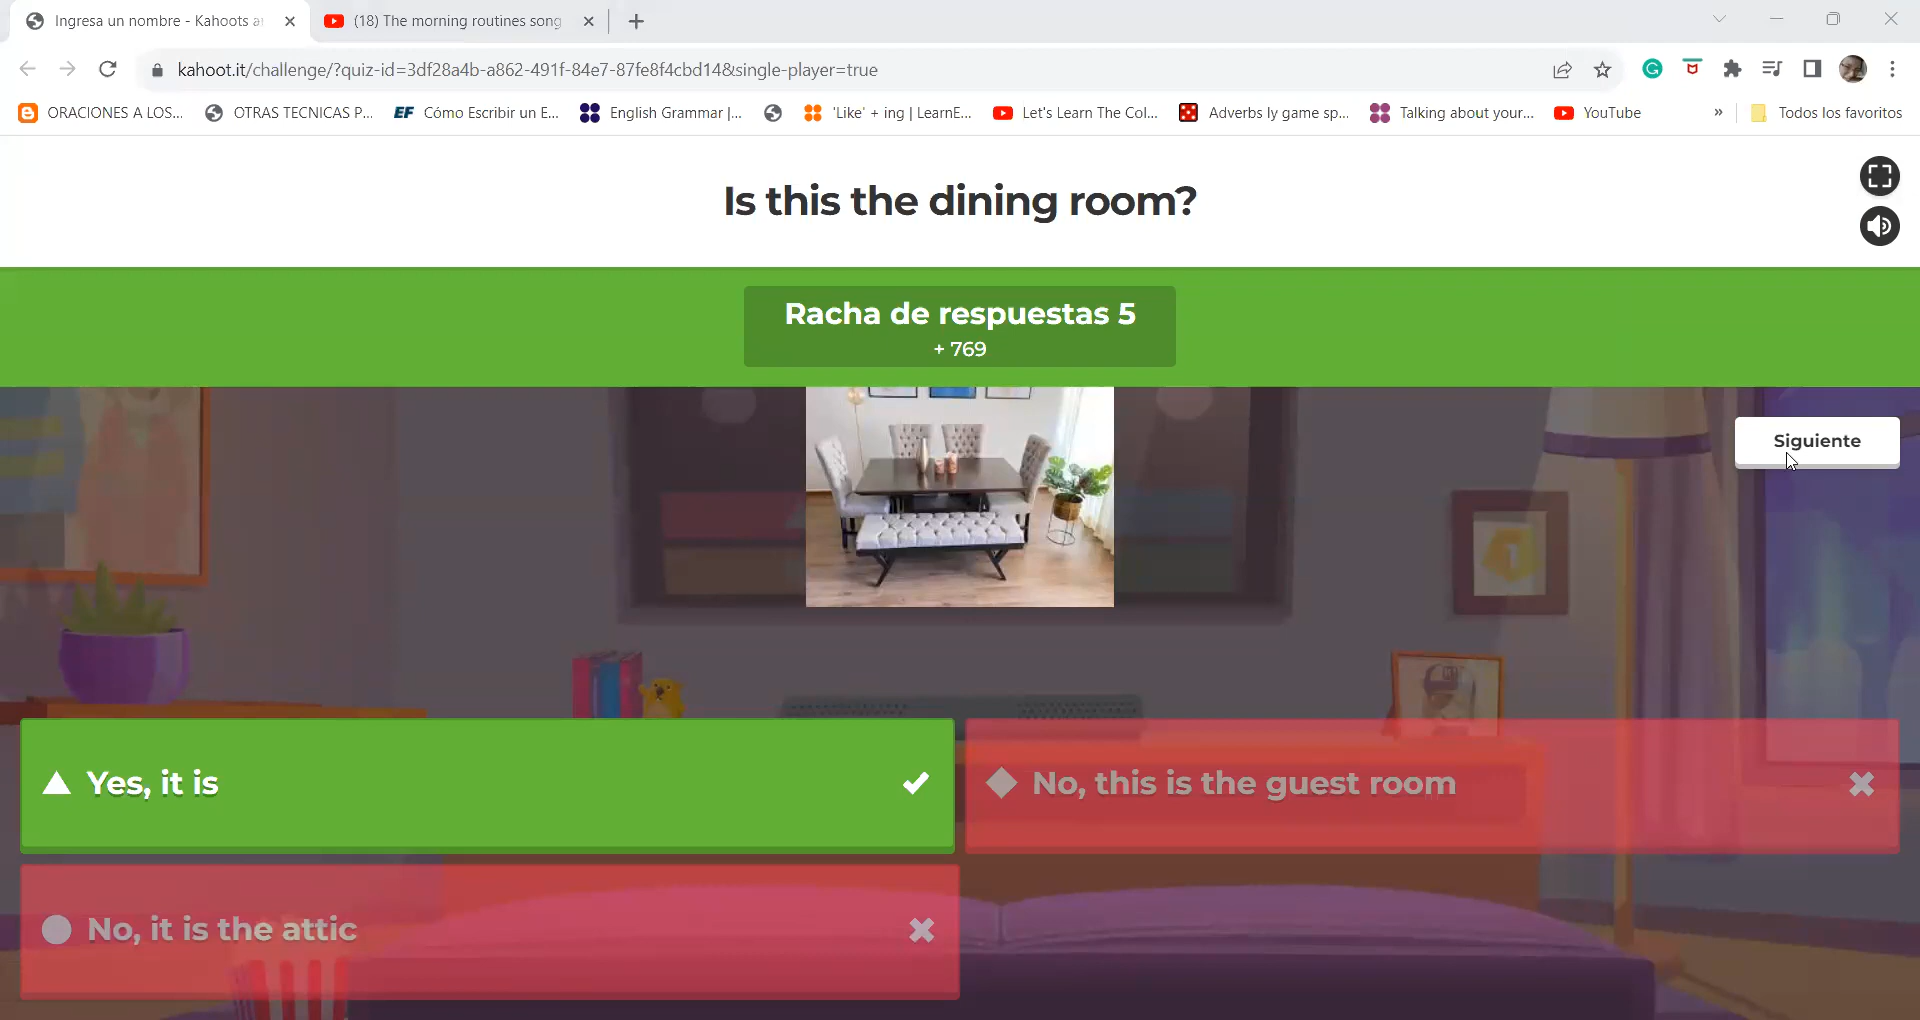 Ingresa un nombre - Kahoots a
(18) The morning routines song
kahoot.it/challenge/?quiz-id=3df28a4b-a862-491f-84e7-87fe8f4cbd14&single-player=true
ORACIONES A LOS...
OTRAS TECNICAS P...
EF Cómo Escribir un E...
English Grammar |...
'Like' + ing | LearnE...
Let's Learn The Col...
Adverbs ly game sp...
Talking about your...
YouTube
»
Todos los favoritos
Is this the dining room?
Racha de respuestas 5
+ 769
Siguiente
1
Yes, it is
No, this is the guest room
No, it is the attic